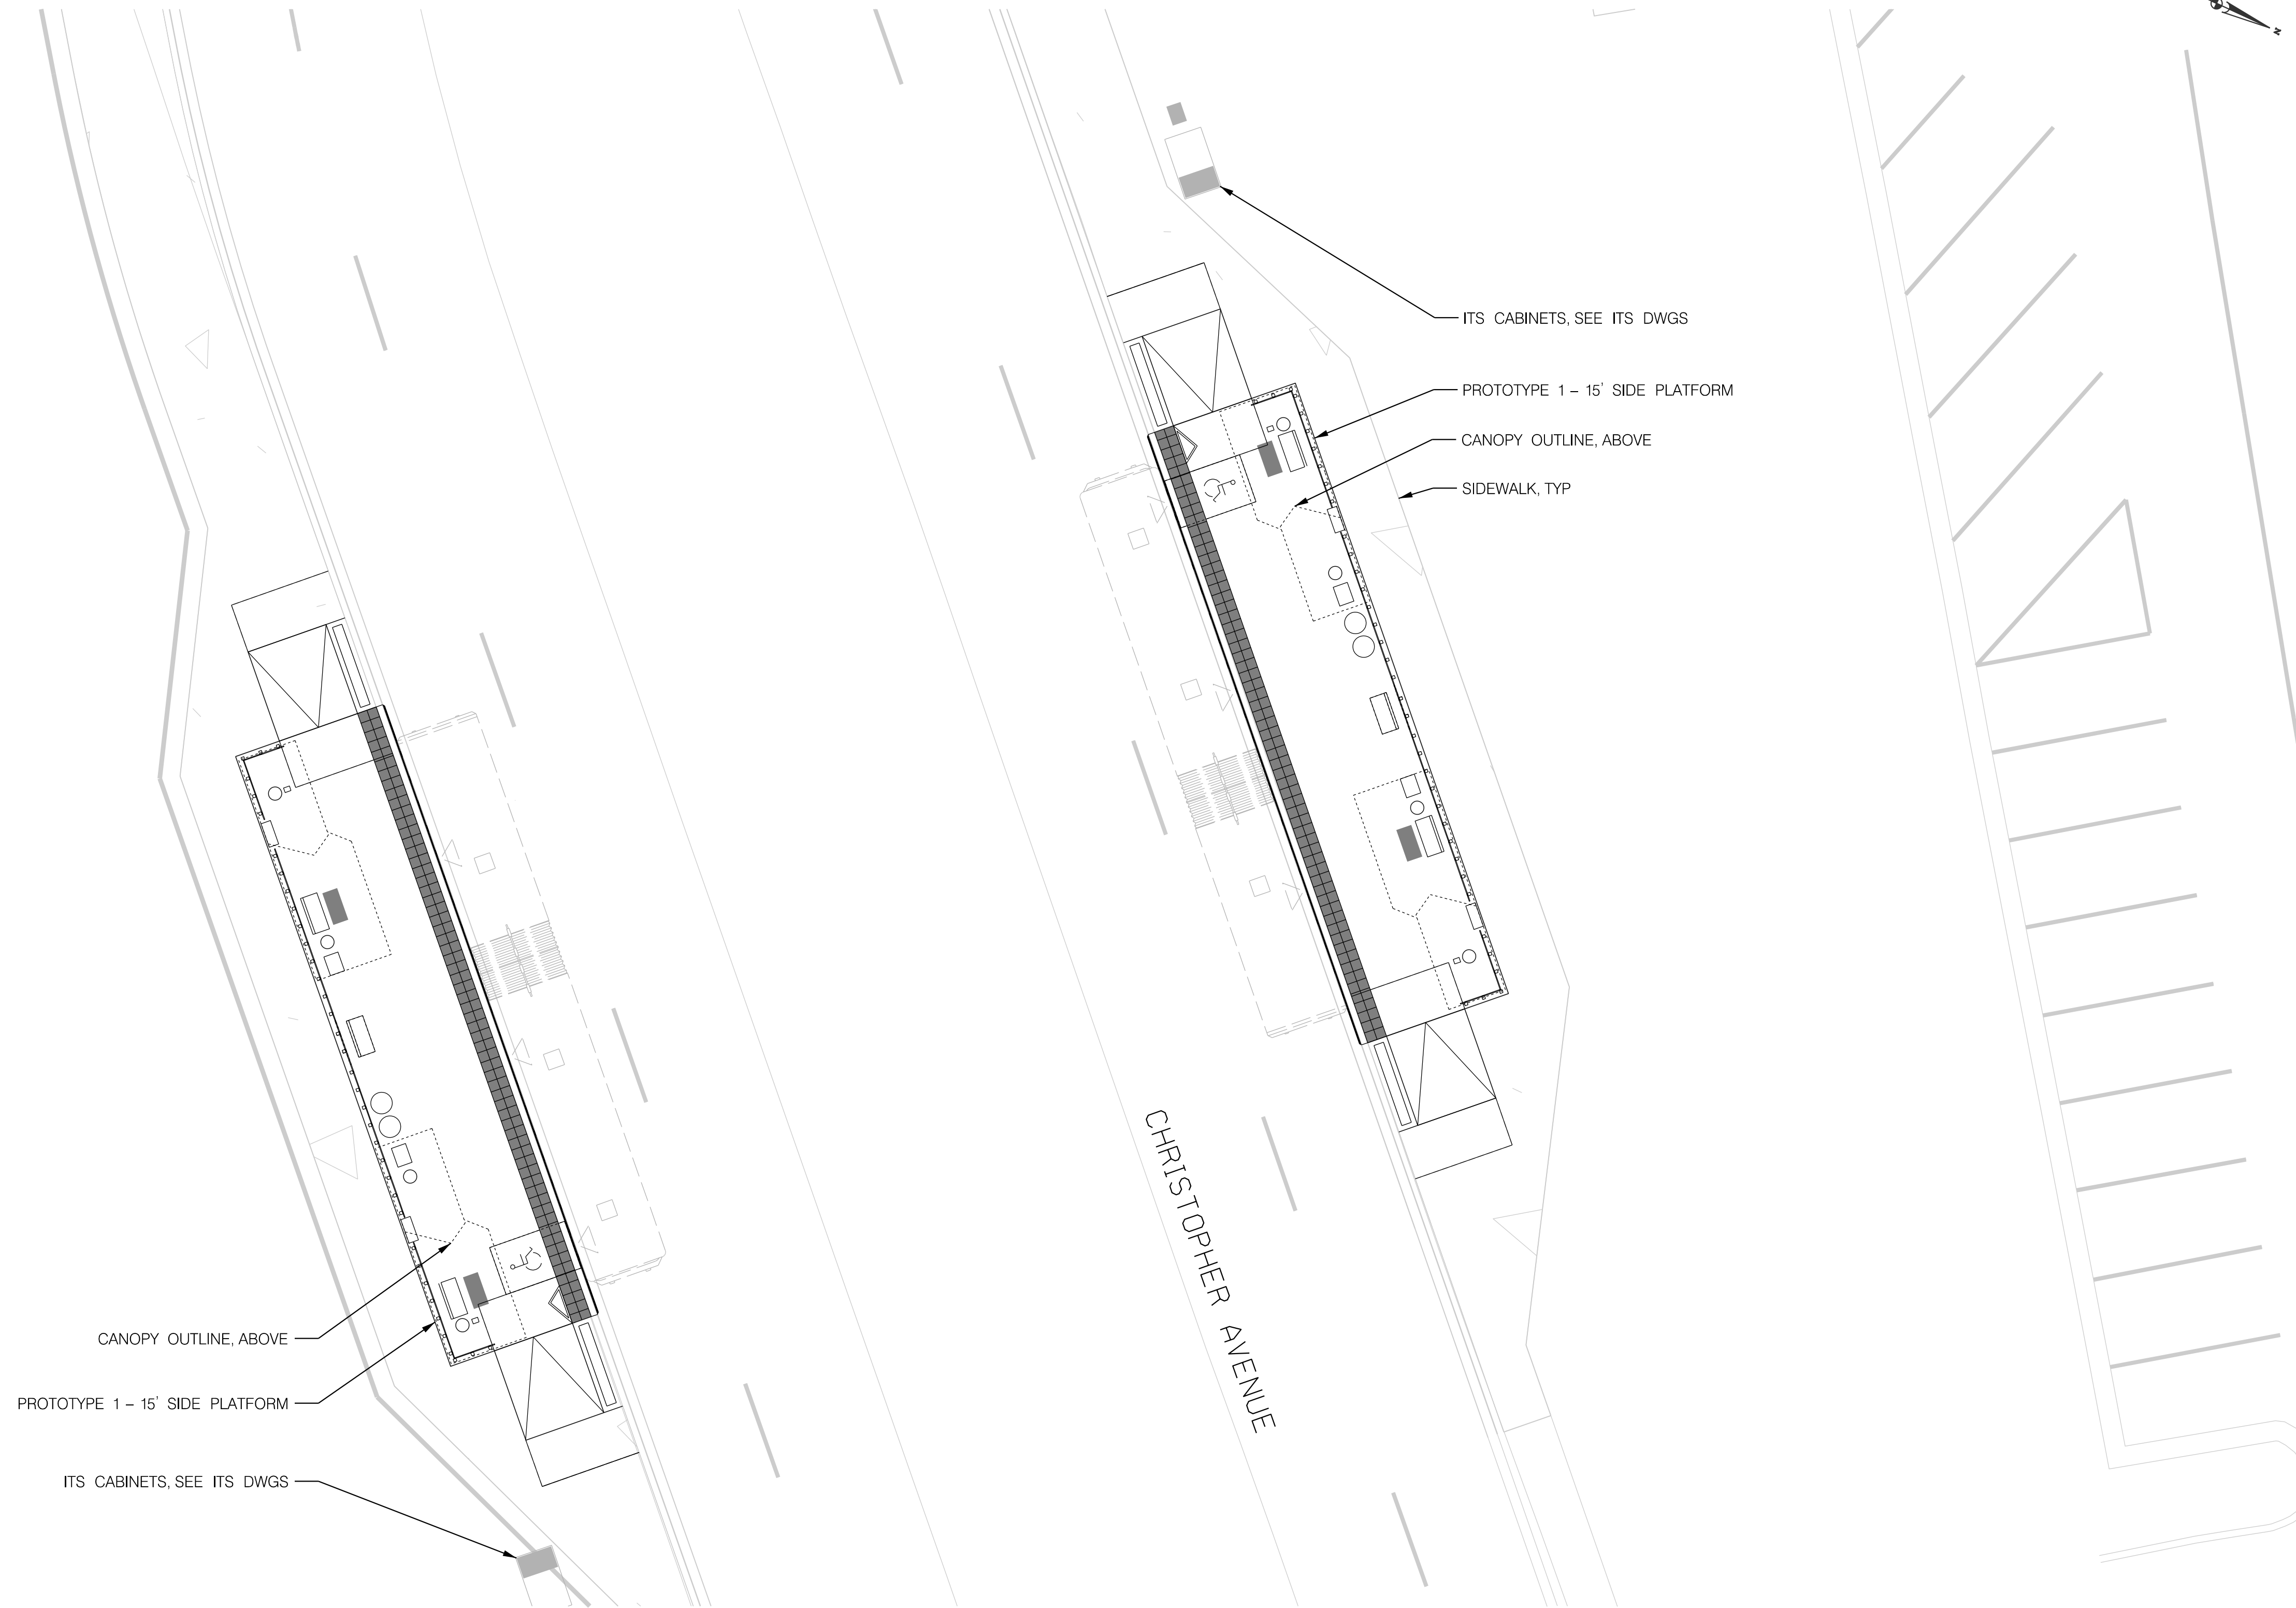 N
ITS CABINETS, SEE ITS DWGS
PROTOTYPE 1 – 15' SIDE PLATFORM
CANOPY OUTLINE, ABOVE
SIDEWALK, TYP
CHRISTOPHER AVENUE
CANOPY OUTLINE, ABOVE
PROTOTYPE 1 – 15' SIDE PLATFORM
ITS CABINETS, SEE ITS DWGS